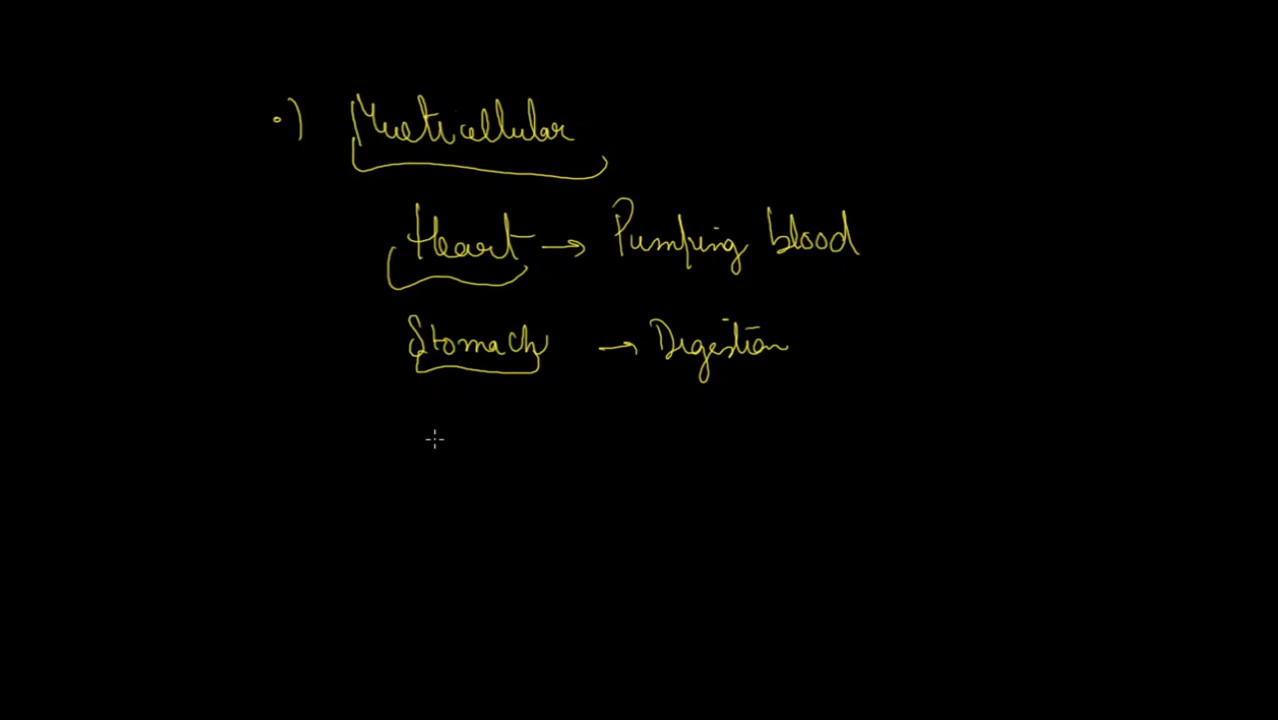 •) Multicellular
Heart → Pumping blood
Stomach → Digestion